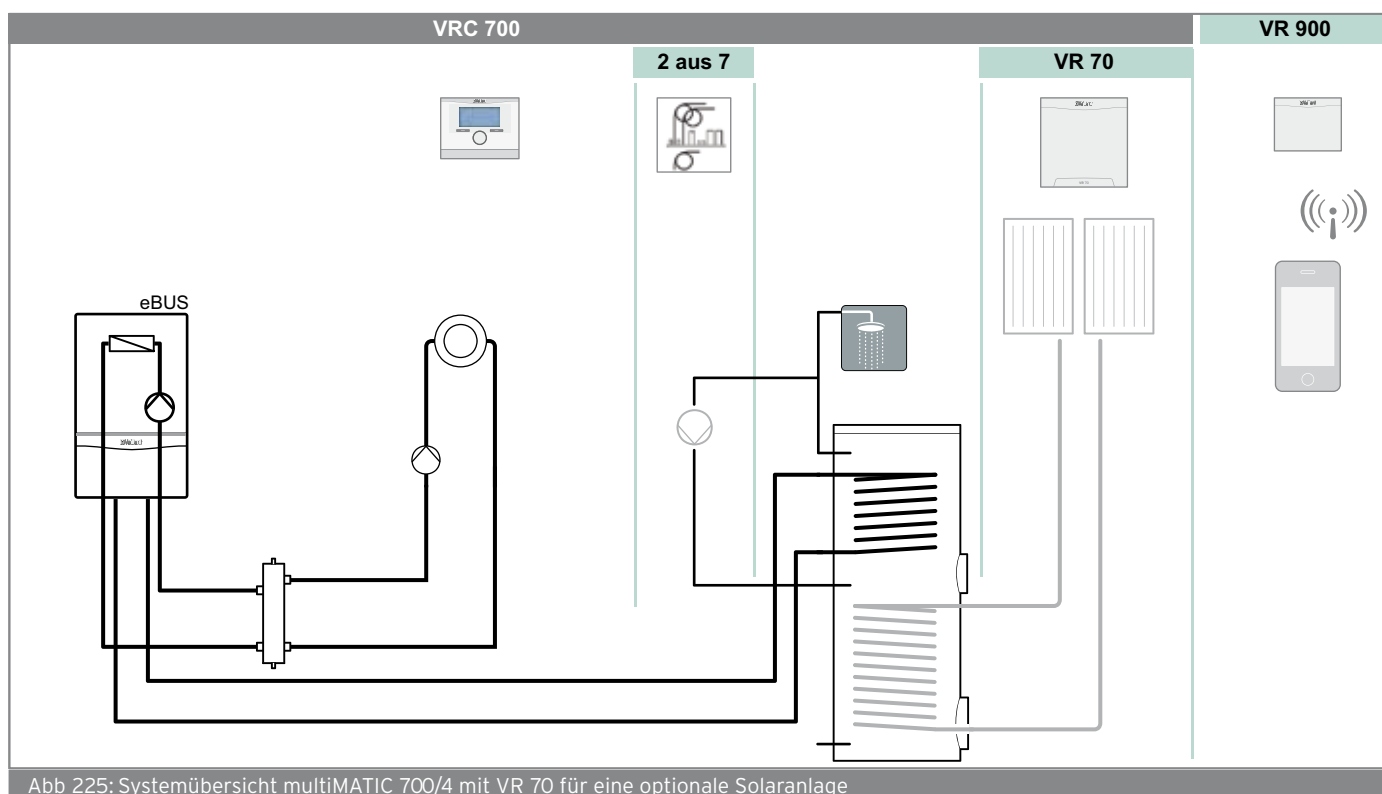 VRC 700
VR 900
2 aus 7
VR 70
eBUS
Abb 225: Systemübersicht multiMATIC 700/4 mit VR 70 für eine optionale Solaranlage